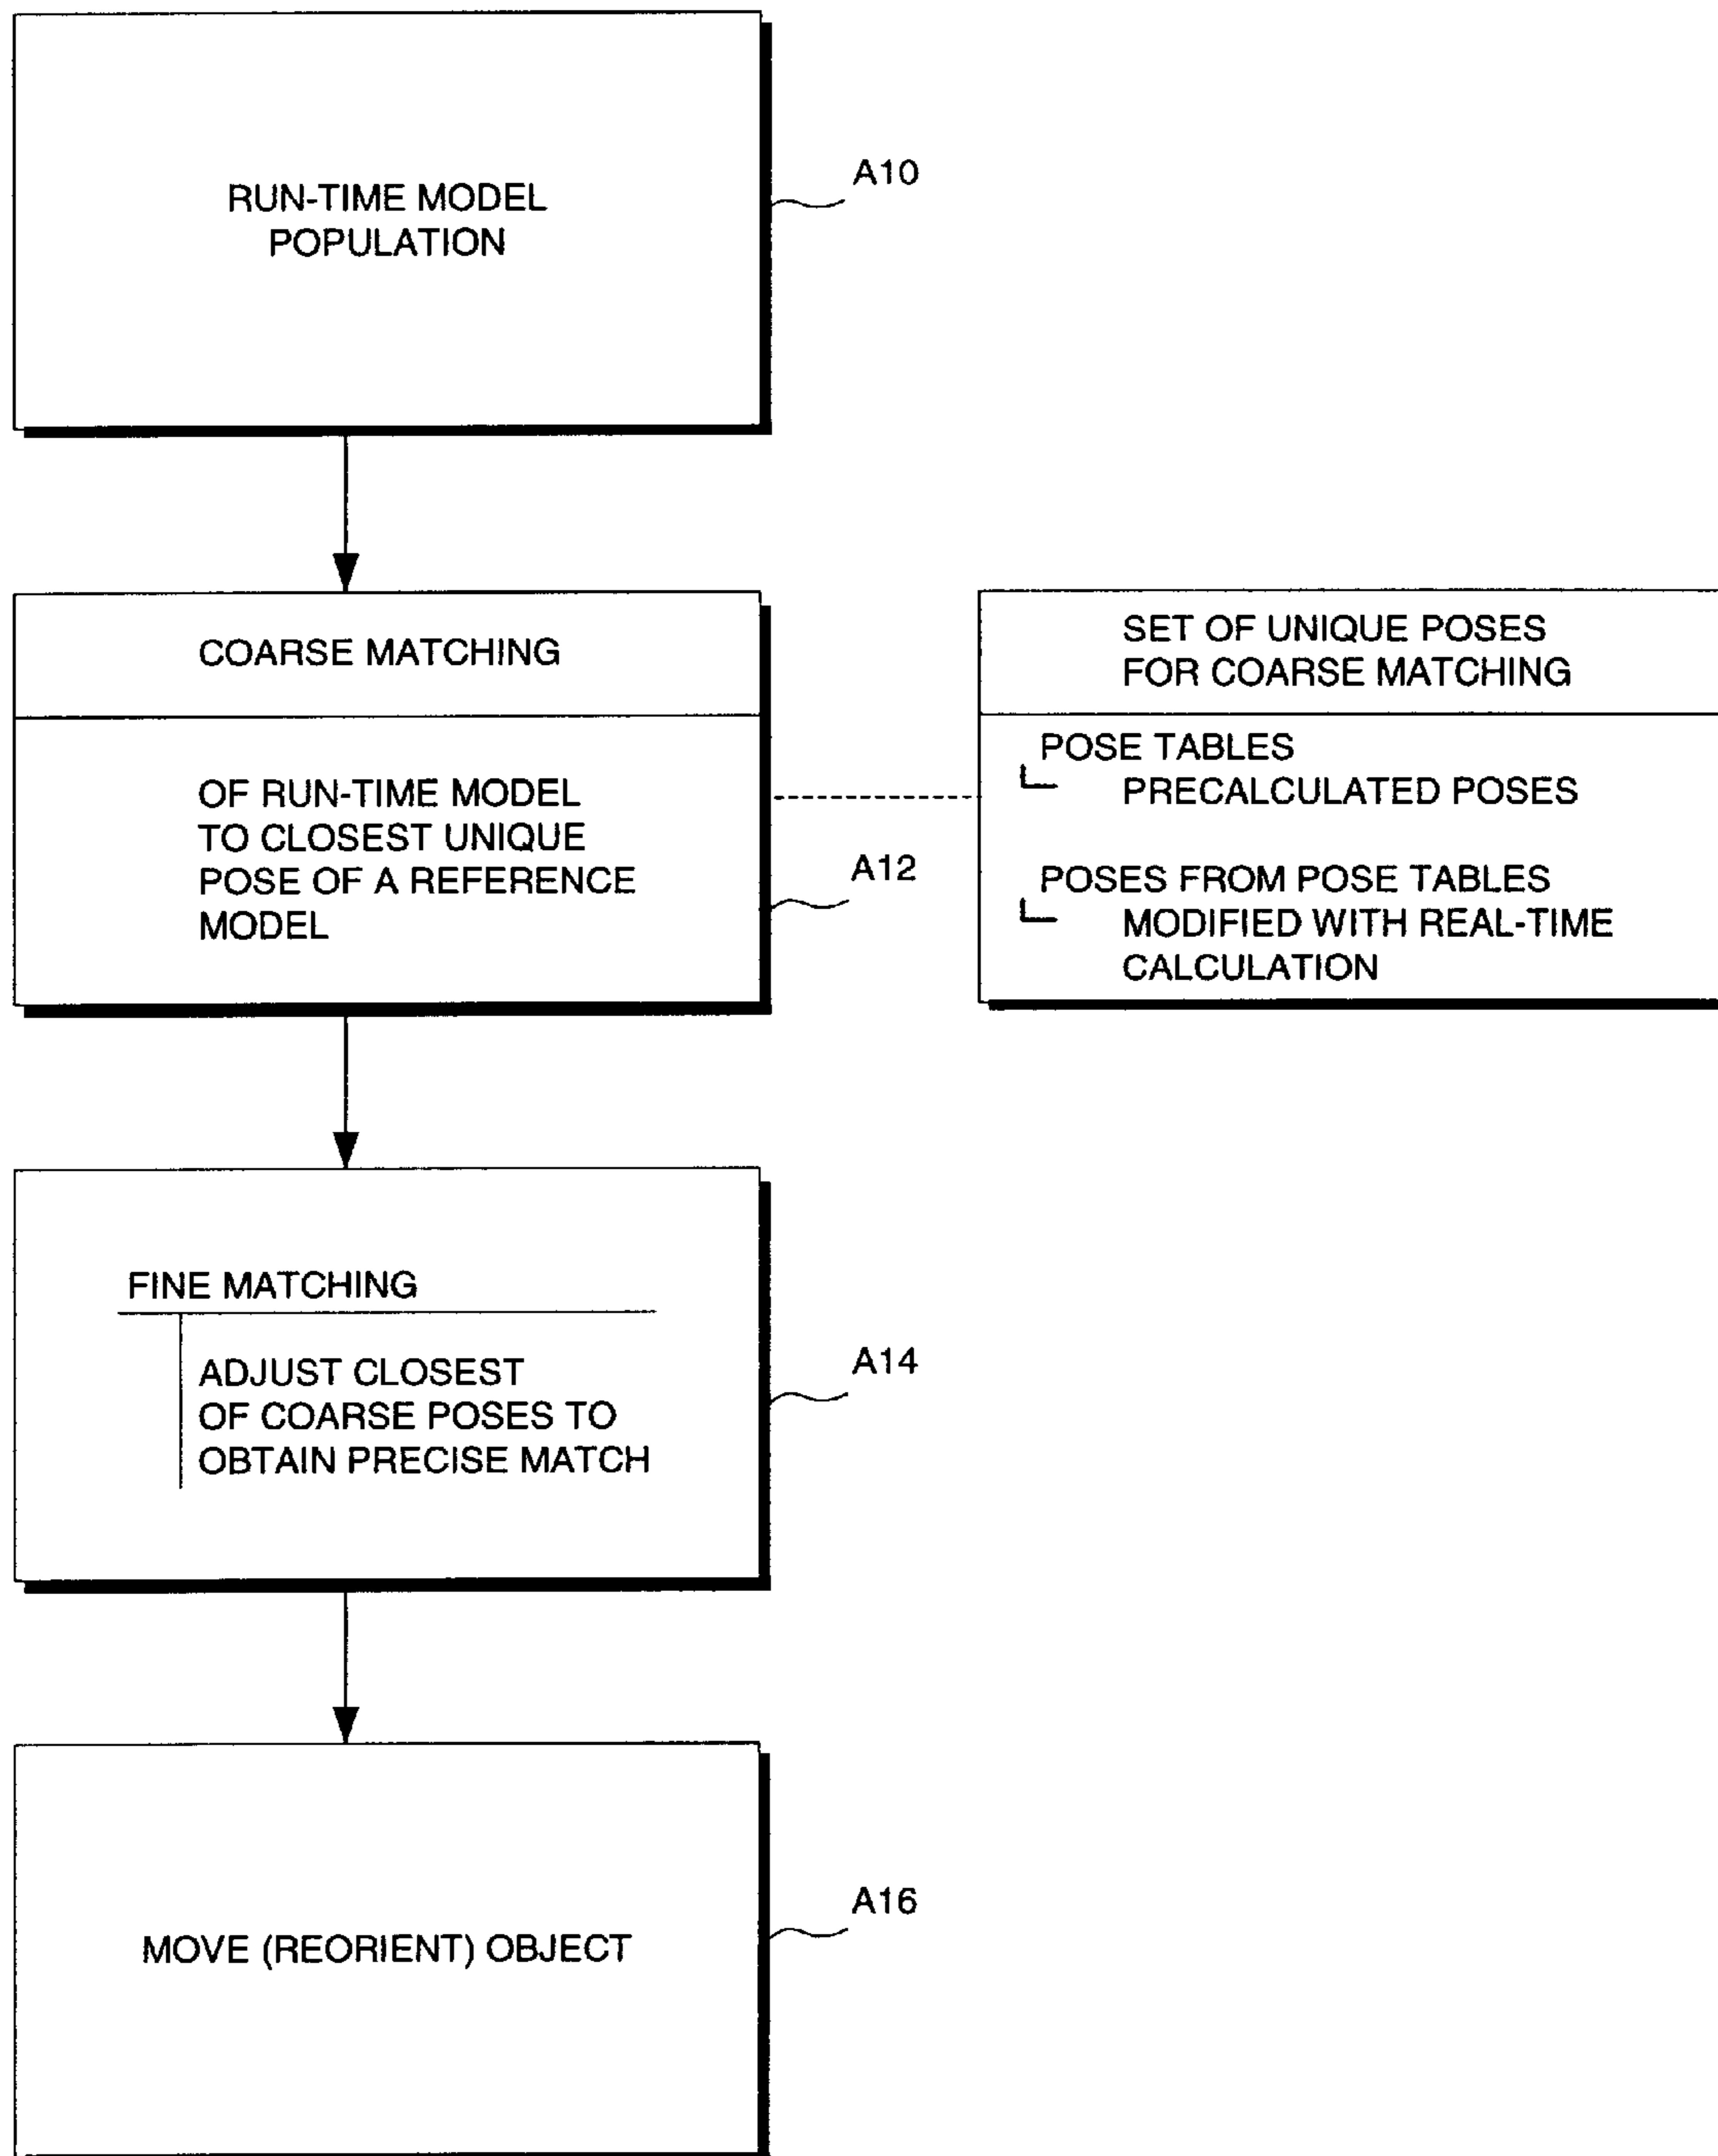 RUN-TIME MODEL
POPULATION
A10
COARSE MATCHING
OF RUN-TIME MODEL
TO CLOSEST UNIQUE
POSE OF A REFERENCE
MODEL
A12
SET OF UNIQUE POSES
FOR COARSE MATCHING
POSE TABLES
PRECALCULATED POSES
POSES FROM POSE TABLES
MODIFIED WITH REAL-TIME
CALCULATION
FINE MATCHING
ADJUST CLOSEST
OF COARSE POSES TO
OBTAIN PRECISE MATCH
A14
MOVE (REORIENT) OBJECT
A16